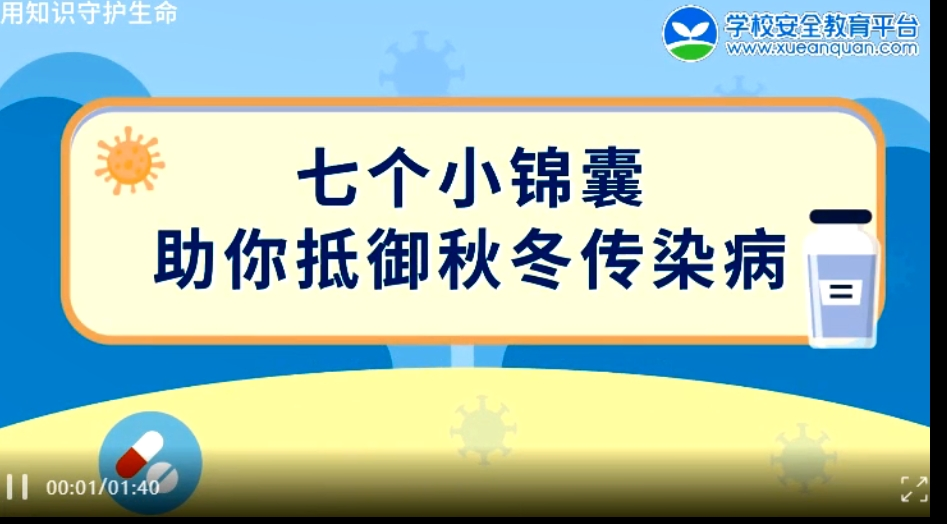 用知识守护生命
学校安全教育平台
www.xueanquan.com
七个小锦囊
助你抵御秋冬传染病
00:01/01:40